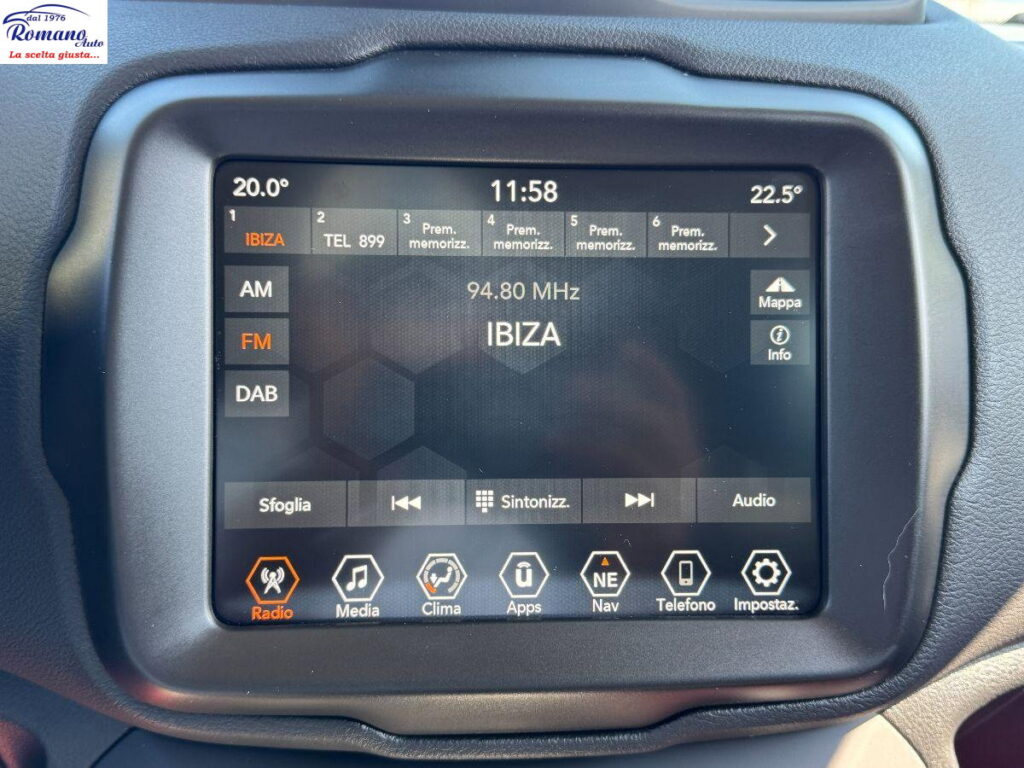 dal 1976
Romano
Auto
La scelta giusta...
20.0° 11:58 22.5°
1 IBIZA
2 TEL 899
3 Prem. memorizz.
4 Prem. memorizz.
5 Prem. memorizz.
6 Prem. memorizz.
AM
94.80 MHz
Mappa
FM
IBIZA
Info
DAB
Sfoglia
Sintonizz.
Audio
Radio
Media
Clima
û
Apps
NE
Nav
Telefono
Impostaz.